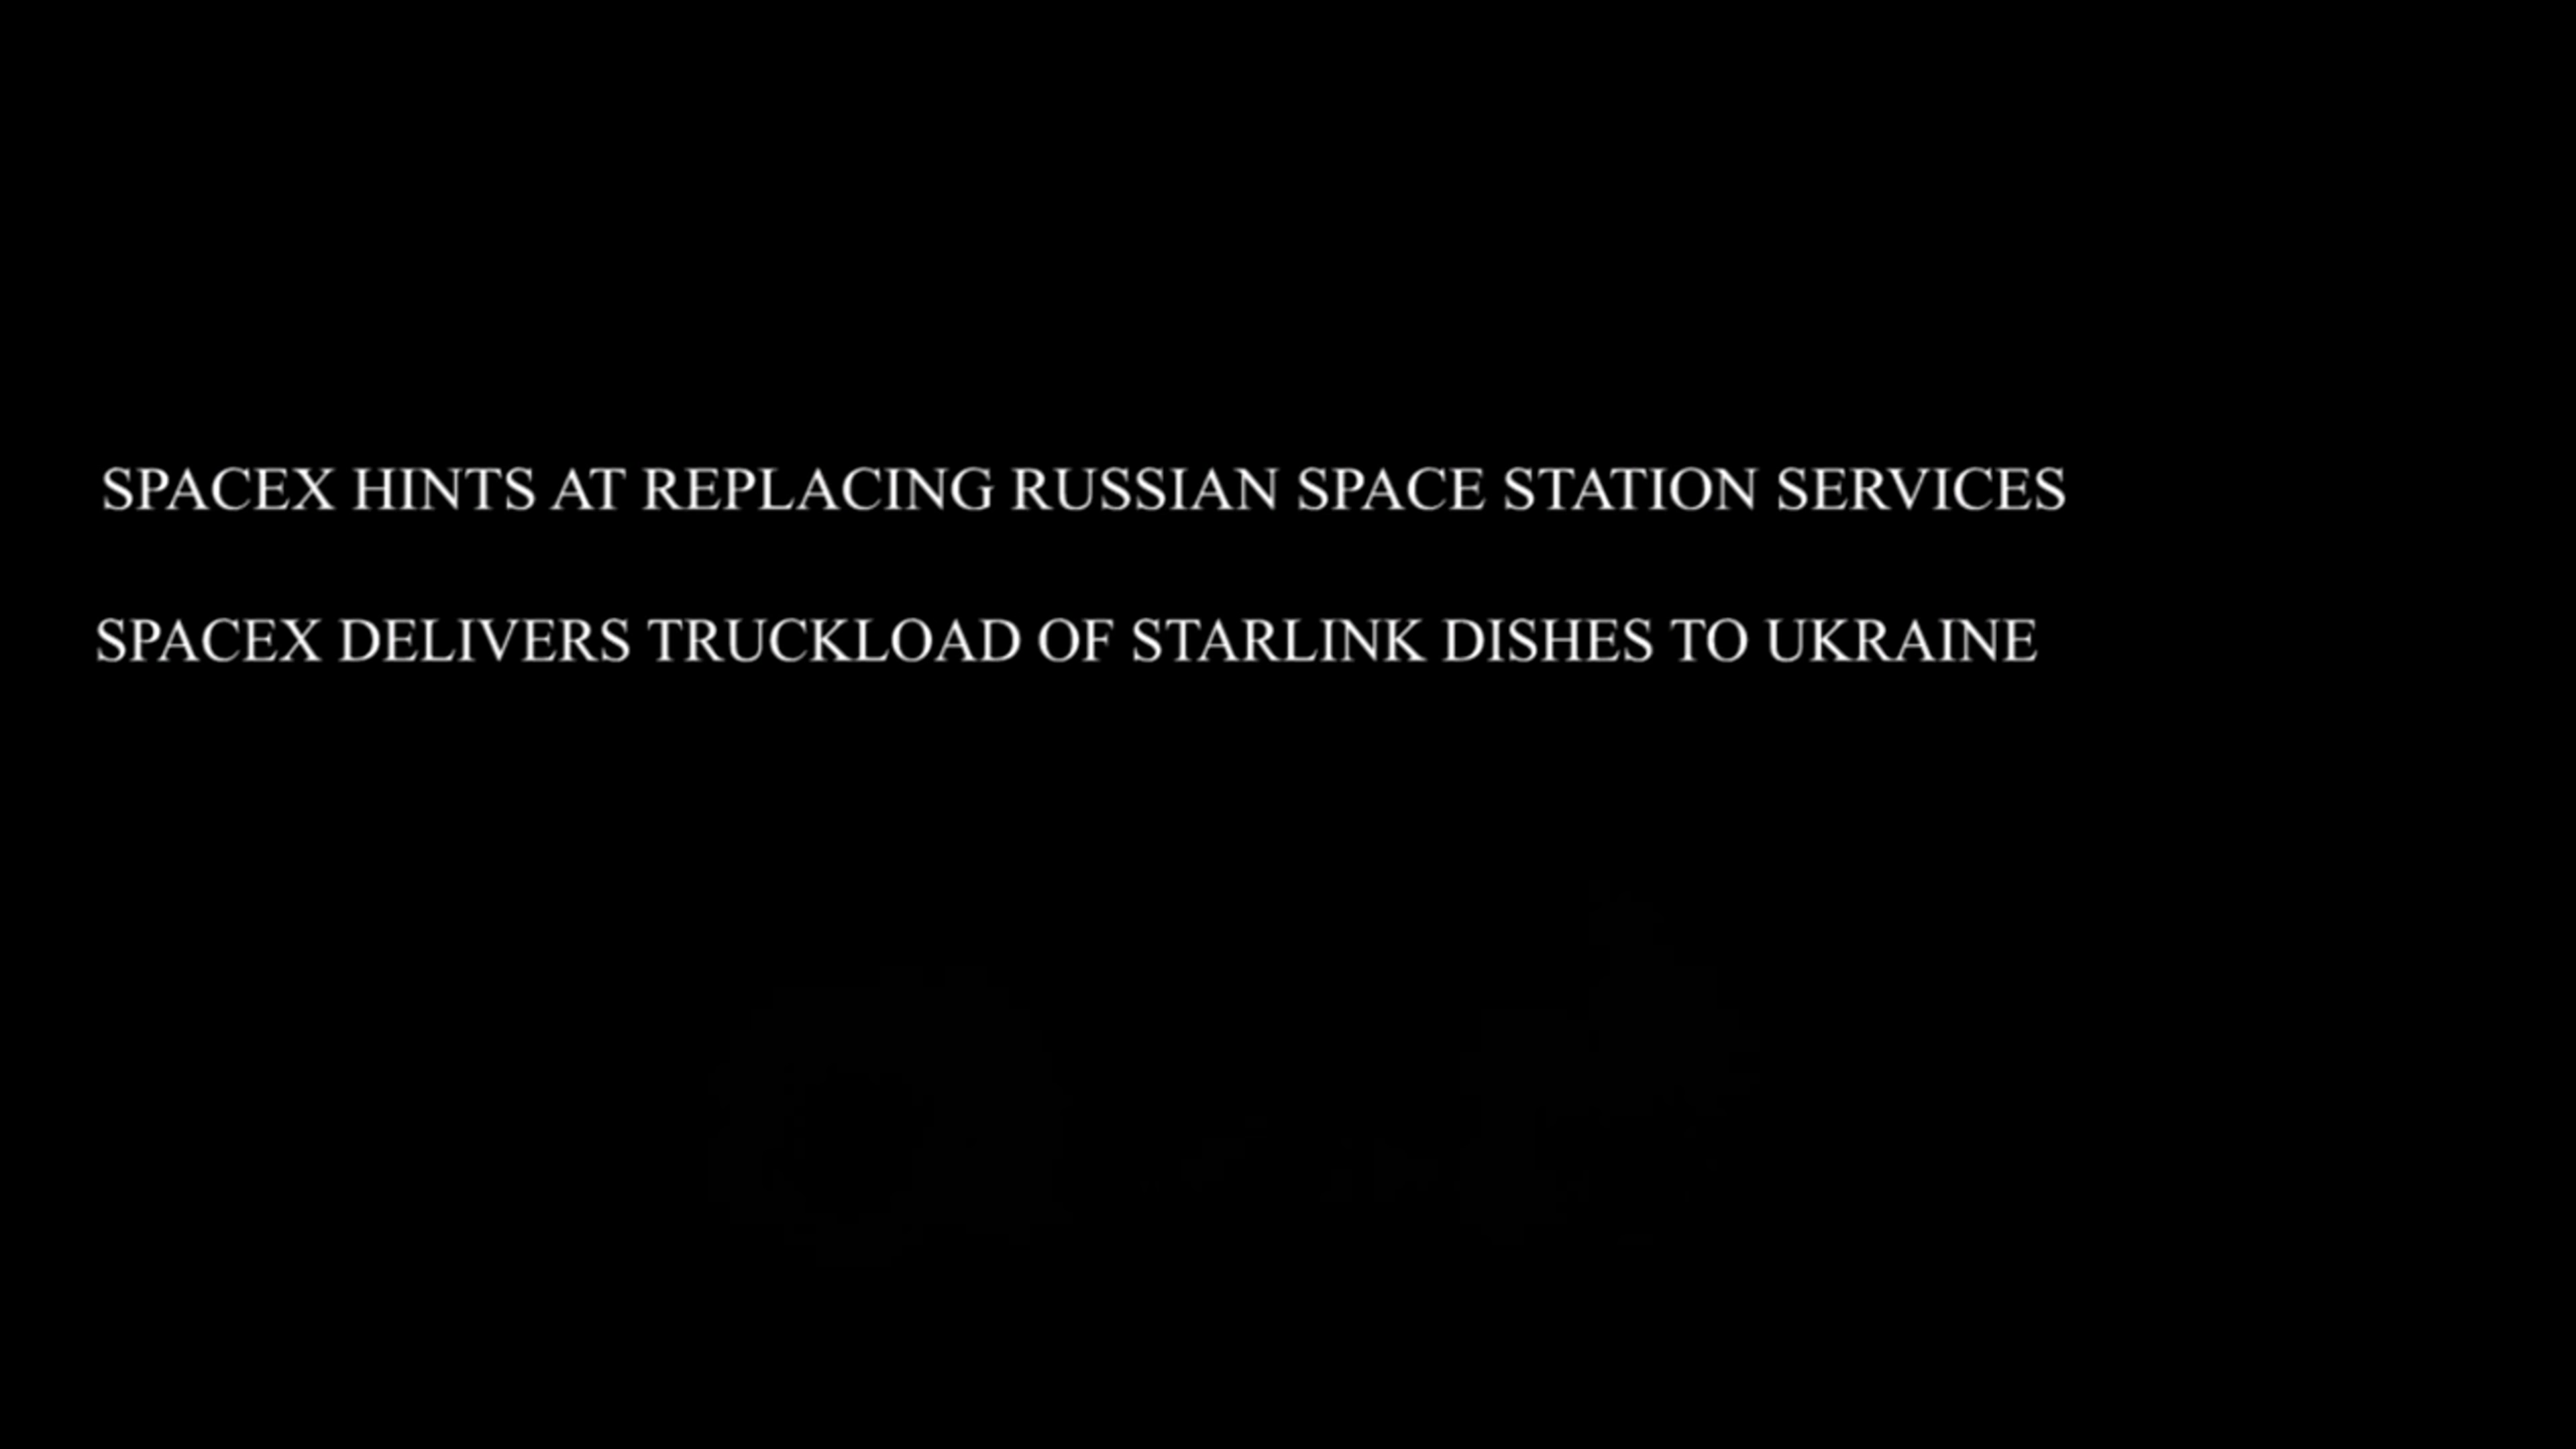 SPACEX HINTS AT REPLACING RUSSIAN SPACE STATION SERVICES
SPACEX DELIVERS TRUCKLOAD OF STARLINK DISHES TO UKRAINE